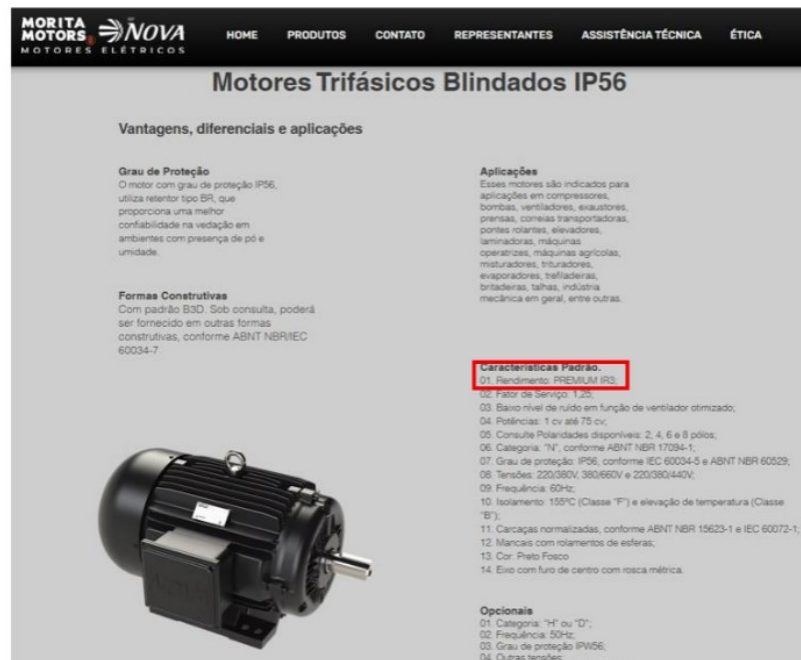 MORITA
MOTORS
NOVA
MOTORES ELÉTRICOS
HOME PRODUTOS CONTATO REPRESENTANTES ASSISTÊNCIA TÉCNICA ÉTICA
Motores Trifásicos Blindados IP56
Vantagens, diferenciais e aplicações
Grau de Proteção
O motor com grau de proteção IP56,
utiliza retentor tipo BR, que
proporciona uma melhor
confiabilidade na vedação em
ambientes com presença de pó e
umidade.
Formas Construtivas
Com padrão B3D. Sob consulta, poderá
ser fornecido em outras formas
construtivas, conforme ABNT NBR/IEC
60034-7
Aplicações
Esses motores são indicados para
aplicações em compressores,
bombas, ventiladores, exaustores,
prensas, correias transportadoras,
pontes rolantes, elevadores,
laminadoras, máquinas
operatrizes, máquinas agrícolas,
misturadores, trituradores,
evaporadores, trefiladeiras,
britadeiras, talhas, indústria
mecânica em geral, entre outras.
Características Padrão.
01. Rendimento: PREMIUM IR3;
02. Fator de Serviço: 1,25;
03. Baixo nível de ruído em função de ventilador otimizado;
04. Potências: 1 cv até 75 cv;
05. Consulte Polaridades disponíveis: 2, 4, 6 e 8 pólos;
06. Categoria: "N", conforme ABNT NBR 17094-1;
07. Grau de proteção: IP56, conforme IEC 60034-5 e ABNT NBR 60529;
08. Tensões: 220/380V, 380/660V e 220/380/440V;
09. Frequência: 60Hz;
10. Isolamento: 155ºC (Classe "F") e elevação de temperatura (Classe
"B");
11. Carcaças normalizadas, conforme ABNT NBR 15623-1 e IEC 60072-1;
12. Mancais com rolamentos de esferas;
13. Cor: Preto Fosco
14. Eixo com furo de centro com rosca métrica.
Opcionais
01. Categoria: "H" ou "D";
02. Frequência: 50Hz;
03. Grau de proteção IPW56;
04. Outras tensões;